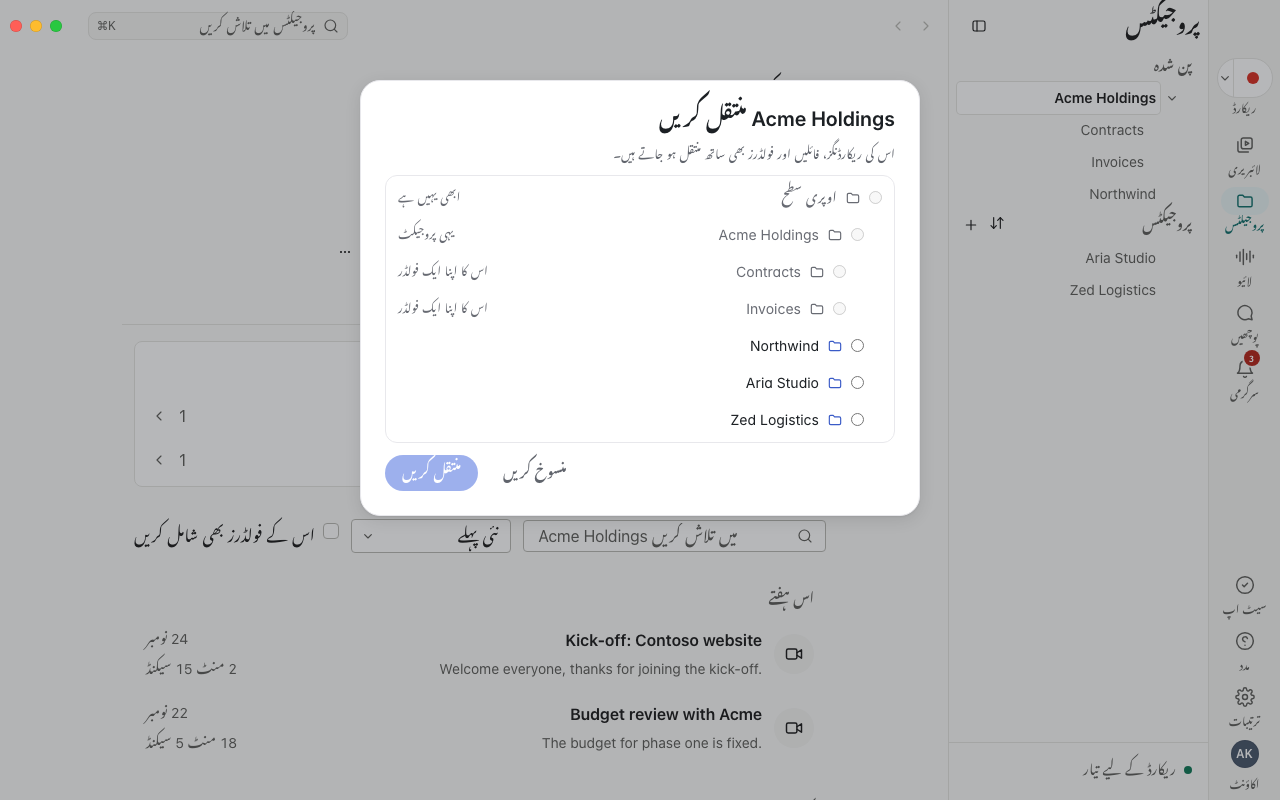 پروجیکٹس
پروجیکٹس میں تلاش کریں
⌘K
ریکارڈ
لائبریری
پروجیکٹس
لائیو
پوچھیں
3
سرگرمی
سیٹ اپ
مدد
ترتیبات
AK
اکاؤنٹ
پن شدہ
Acme Holdings
Contracts
Invoices
Northwind
پروجیکٹس
Aria Studio
Zed Logistics
ریکارڈ کے لیے تیار
Acme Holdings منتقل کریں
اس کی ریکارڈنگز، فائلیں اور فولڈرز بھی ساتھ منتقل ہو جاتے ہیں۔
اوپری سطح
ابھی یہیں ہے
Acme Holdings
یہی پروجیکٹ
Contracts
اس کا اپنا ایک فولڈر
Invoices
اس کا اپنا ایک فولڈر
Northwind
Aria Studio
Zed Logistics
منسوخ کریں
منتقل کریں
...
1
1
Acme Holdings میں تلاش کریں
نئی پہلے
اس کے فولڈرز بھی شامل کریں
اس ہفتے
Kick-off: Contoso website
24 نومبر
Welcome everyone, thanks for joining the kick-off.
2 منٹ 15 سیکنڈ
Budget review with Acme
22 نومبر
The budget for phase one is fixed.
18 منٹ 5 سیکنڈ